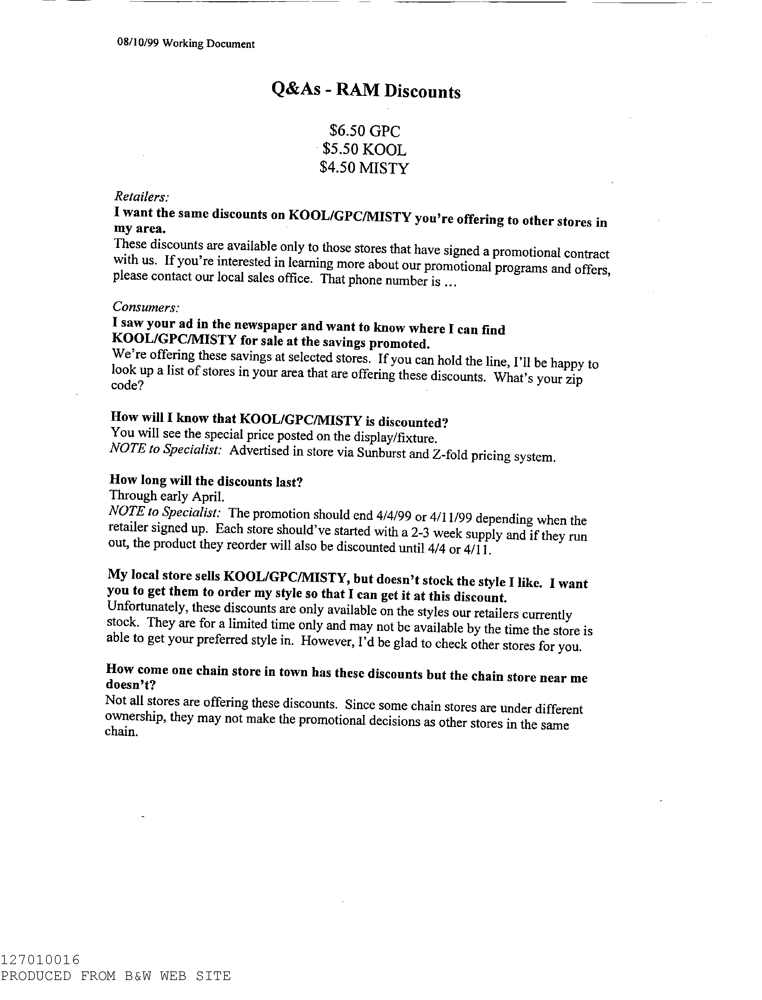 08/10/99 Working Document
Q&As - RAM Discounts
$6.50 GPC
$5.50 KOOL
$4.50 MISTY
Retailers:
I want the same discounts on KOOL/GPC/MISTY you're offering to other stores in
my area.
These discounts are available only to those stores that have signed a promotional contract
with us. If you're interested in learning more about our promotional programs and offers,
please contact our local sales office. That phone number is ...
Consumers:
I saw your ad in the newspaper and want to know where I can find
KOOL/GPC/MISTY for sale at the savings promoted.
We're offering these savings at selected stores. If you can hold the line, I'll be happy to
look up a list of stores in your area that are offering these discounts. What's your zip
code?
How will I know that KOOL/GPC/MISTY is discounted?
You will see the special price posted on the display/fixture.
NOTE to Specialist: Advertised in store via Sunburst and Z-fold pricing system.
How long will the discounts last?
Through early April.
NOTE to Specialist: The promotion should end 4/4/99 or 4/11/99 depending when the
retailer signed up. Each store should've started with a 2-3 week supply and if they run
out, the product they reorder will also be discounted until 4/4 or 4/11.
My local store sells KOOL/GPC/MISTY, but doesn't stock the style I like. I want
you to get them to order my style so that I can get it at this discount.
Unfortunately, these discounts are only available on the styles our retailers currently
stock. They are for a limited time only and may not be available by the time the store is
able to get your preferred style in. However, I'd be glad to check other stores for you.
How come one chain store in town has these discounts but the chain store near me
doesn't?
Not all stores are offering these discounts. Since some chain stores are under different
ownership, they may not make the promotional decisions as other stores in the same
chain.
127010016
PRODUCED FROM B&W WEB SITE